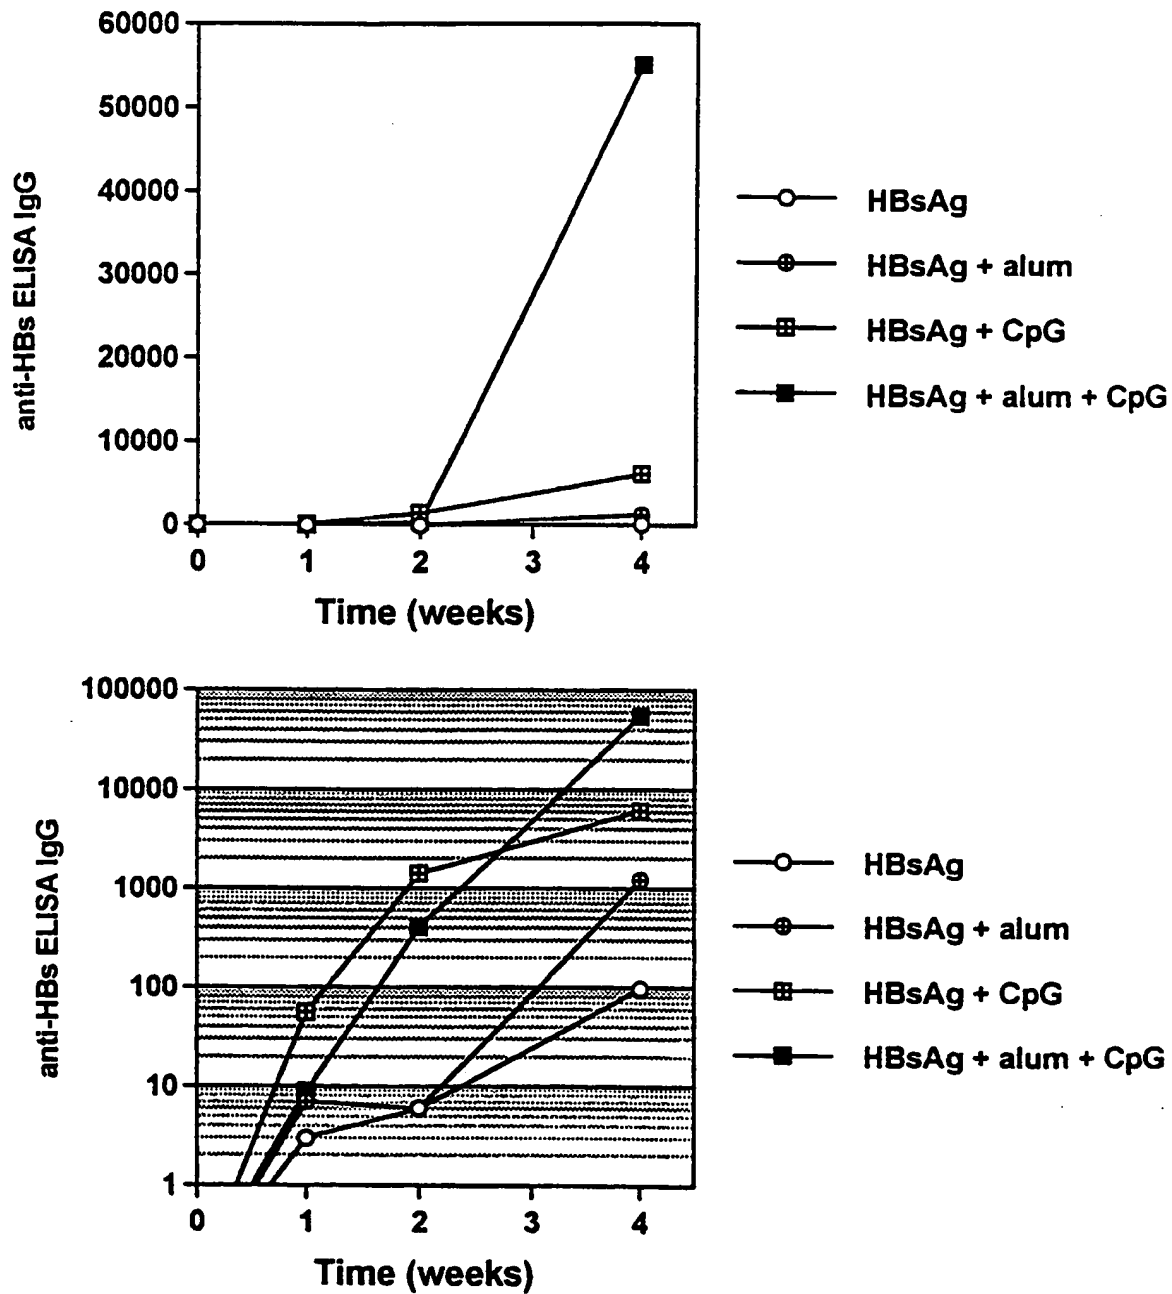 60000
50000
40000
30000
20000
10000
0
anti-HBs ELISA IgG
0 1 2 3 4
Time (weeks)
HBsAg
HBsAg + alum
HBsAg + CpG
HBsAg + alum + CpG
100000
10000
1000
100
10
1
anti-HBs ELISA IgG
0 1 2 3 4
Time (weeks)
HBsAg
HBsAg + alum
HBsAg + CpG
HBsAg + alum + CpG